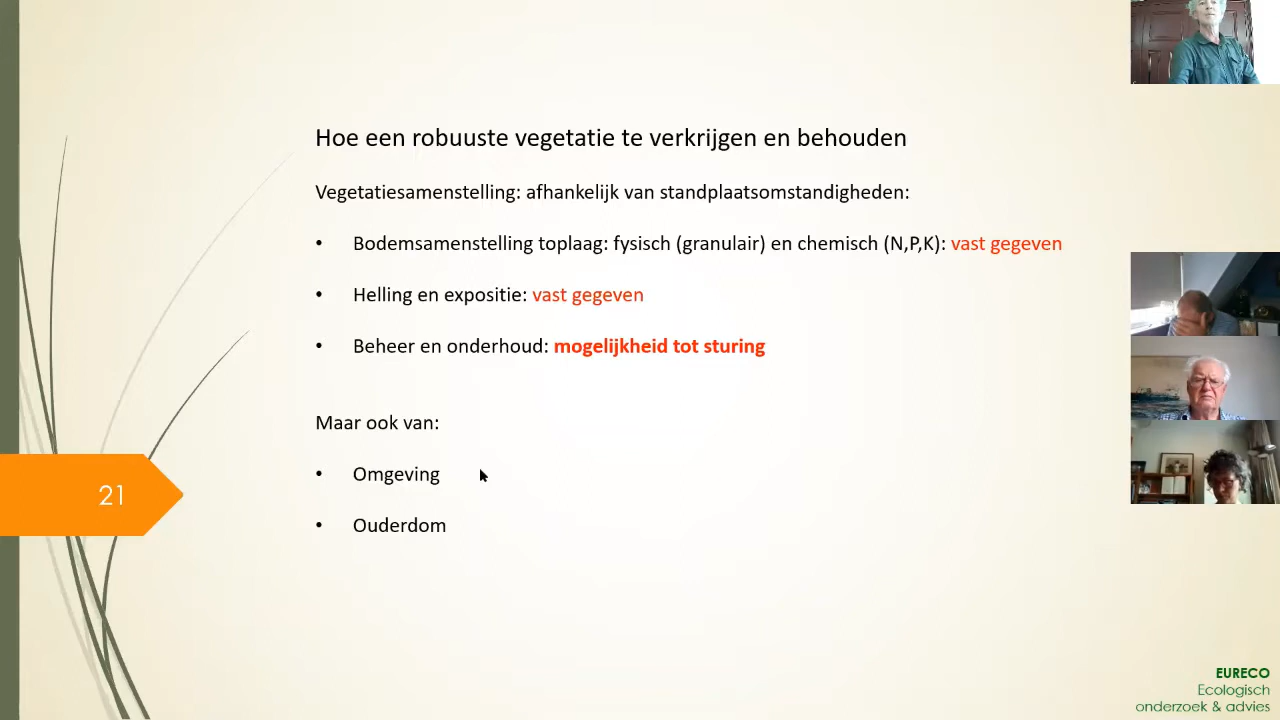 Hoe een robuuste vegetatie te verkrijgen en behouden
Vegetatiesamenstelling: afhankelijk van standplaatsomstandigheden:
• Bodemsamenstelling toplaag: fysisch (granulair) en chemisch (N,P,K): vast gegeven
• Helling en expositie: vast gegeven
• Beheer en onderhoud: mogelijkheid tot sturing
Maar ook van:
• Omgeving
• Ouderdom
21
EURECO
Ecologisch
onderzoek & advies